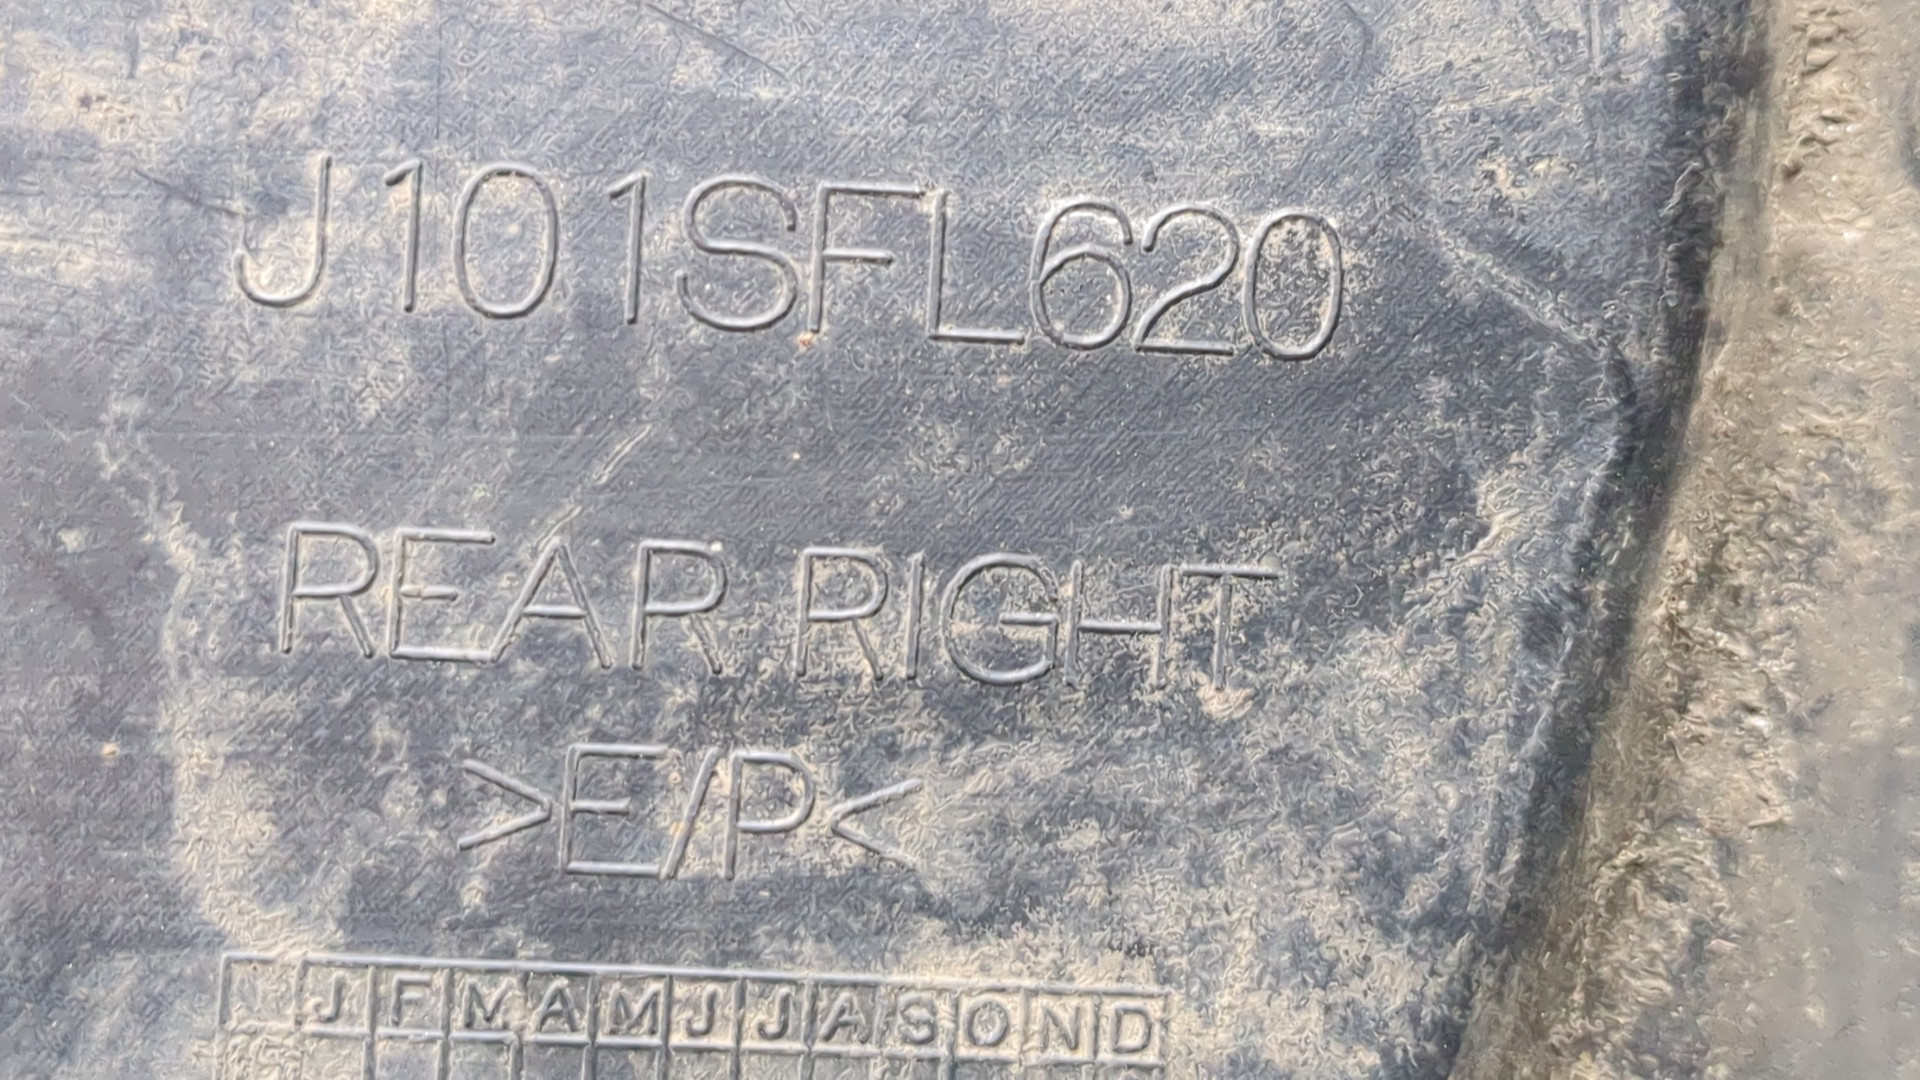 J101SFL620
REAR RIGHT
>E/P<
J F M A M J J A S O N D